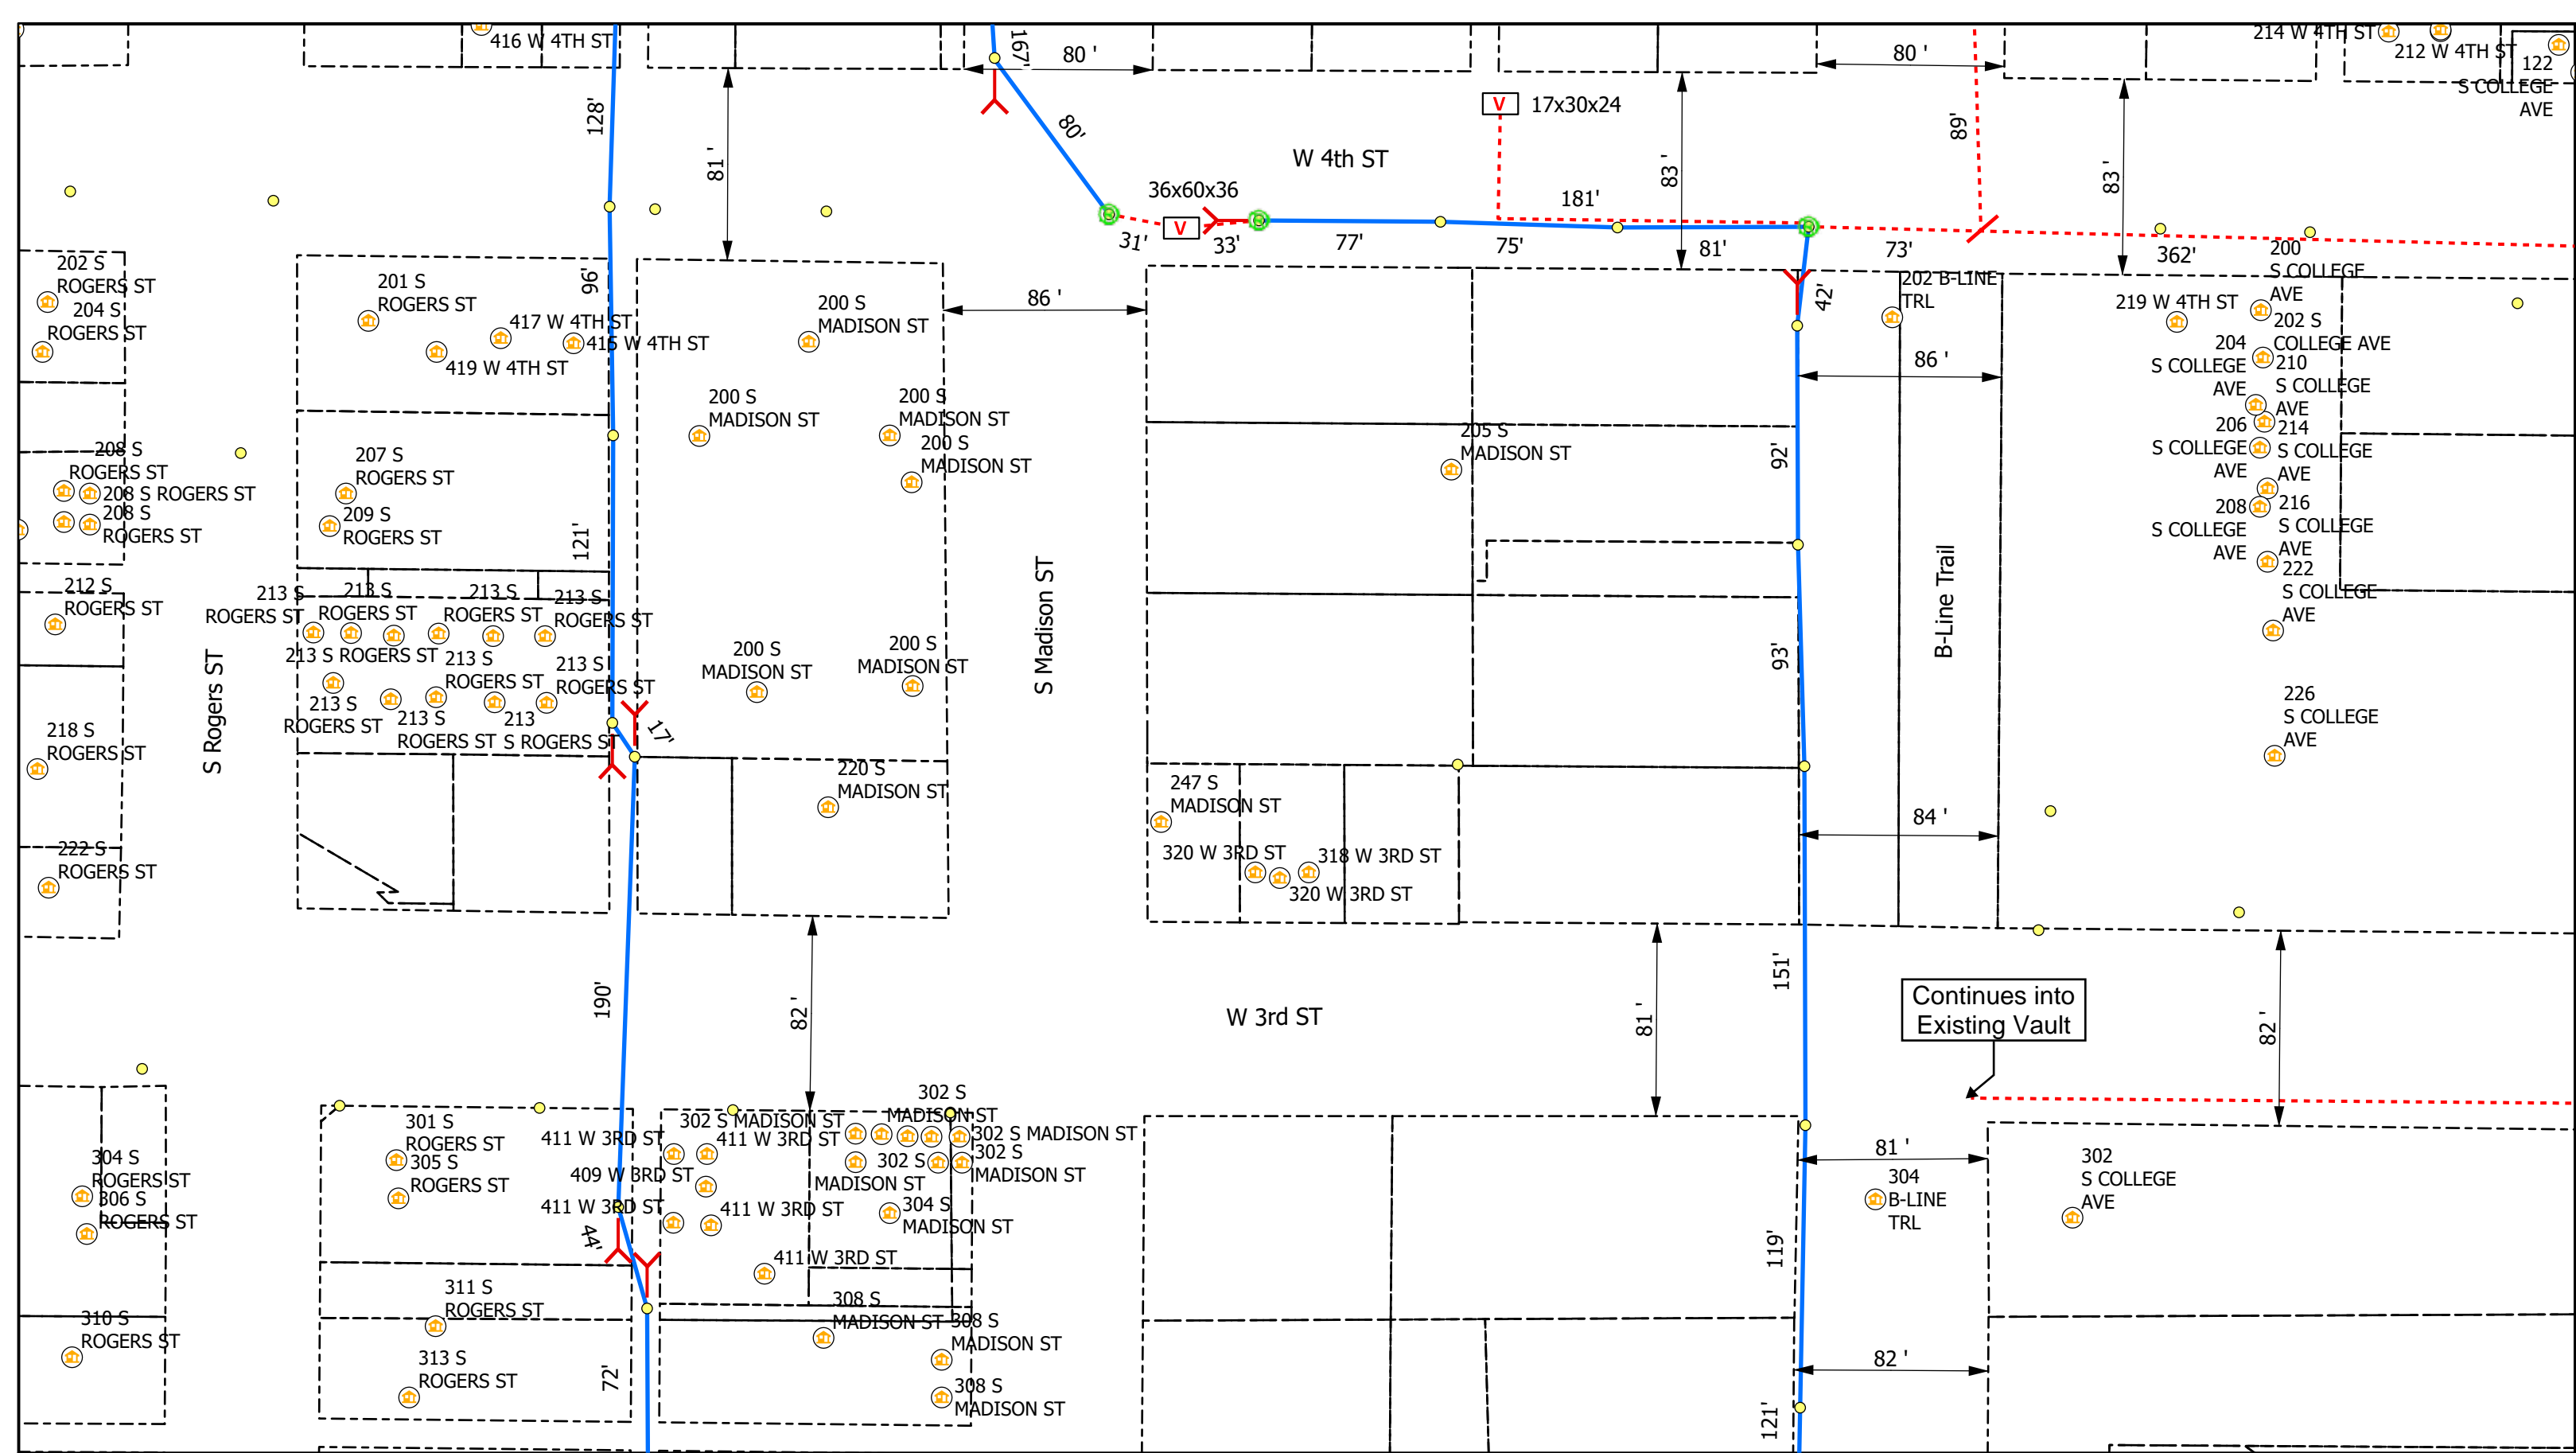 416 W 4TH ST
167'
80 '
80 '
214 W 4TH ST
212 W 4TH ST
122
S COLLEGE
AVE
128'
81 '
80'
V
17x30x24
W 4th ST
83 '
89'
83 '
36x60x36
181'
V
31'
33'
77'
75'
81'
73'
362'
200
S COLLEGE
AVE
202 S
ROGERS ST
204 S
ROGERS ST
201 S
ROGERS ST
96'
417 W 4TH ST
415 W 4TH ST
419 W 4TH ST
200 S
MADISON ST
86 '
42'
202 B-LINE
TRL
219 W 4TH ST
202 S
COLLEGE AVE
204
S COLLEGE
AVE
210
S COLLEGE
AVE
86 '
200 S
MADISON ST
200 S
MADISON ST
200 S
MADISON ST
205 S
MADISON ST
92'
206
S COLLEGE
AVE
214
S COLLEGE
AVE
208 S
ROGERS ST
208 S ROGERS ST
208 S
ROGERS ST
207 S
ROGERS ST
209 S
ROGERS ST
121'
208
S COLLEGE
AVE
216
S COLLEGE
AVE
222
S COLLEGE
AVE
212 S
ROGERS ST
213 S
ROGERS ST
213 S
ROGERS ST
213 S
ROGERS ST
213 S
ROGERS ST
S Madison ST
B-Line Trail
93'
213 S ROGERS ST
213 S
ROGERS ST
213 S
ROGERS ST
200 S
MADISON ST
200 S
MADISON ST
S Rogers ST
213 S
ROGERS ST
213 S
ROGERS ST
213
S ROGERS ST
17'
226
S COLLEGE
AVE
218 S
ROGERS ST
220 S
MADISON ST
247 S
MADISON ST
84 '
222 S
ROGERS ST
320 W 3RD ST
318 W 3RD ST
320 W 3RD ST
190'
82 '
W 3rd ST
81 '
151'
Continues into
Existing Vault
82 '
301 S
ROGERS ST
305 S
ROGERS ST
411 W 3RD ST
302 S MADISON ST
411 W 3RD ST
302 S
MADISON ST
302 S MADISON ST
302 S
MADISON ST
302 S
MADISON ST
409 W 3RD ST
411 W 3RD ST
411 W 3RD ST
304 S
MADISON ST
81 '
304
B-LINE
TRL
302
S COLLEGE
AVE
304 S
ROGERS ST
306 S
ROGERS ST
44'
119'
411 W 3RD ST
311 S
ROGERS ST
308 S
MADISON ST
308 S
MADISON ST
310 S
ROGERS ST
313 S
ROGERS ST
72'
308 S
MADISON ST
82 '
121'